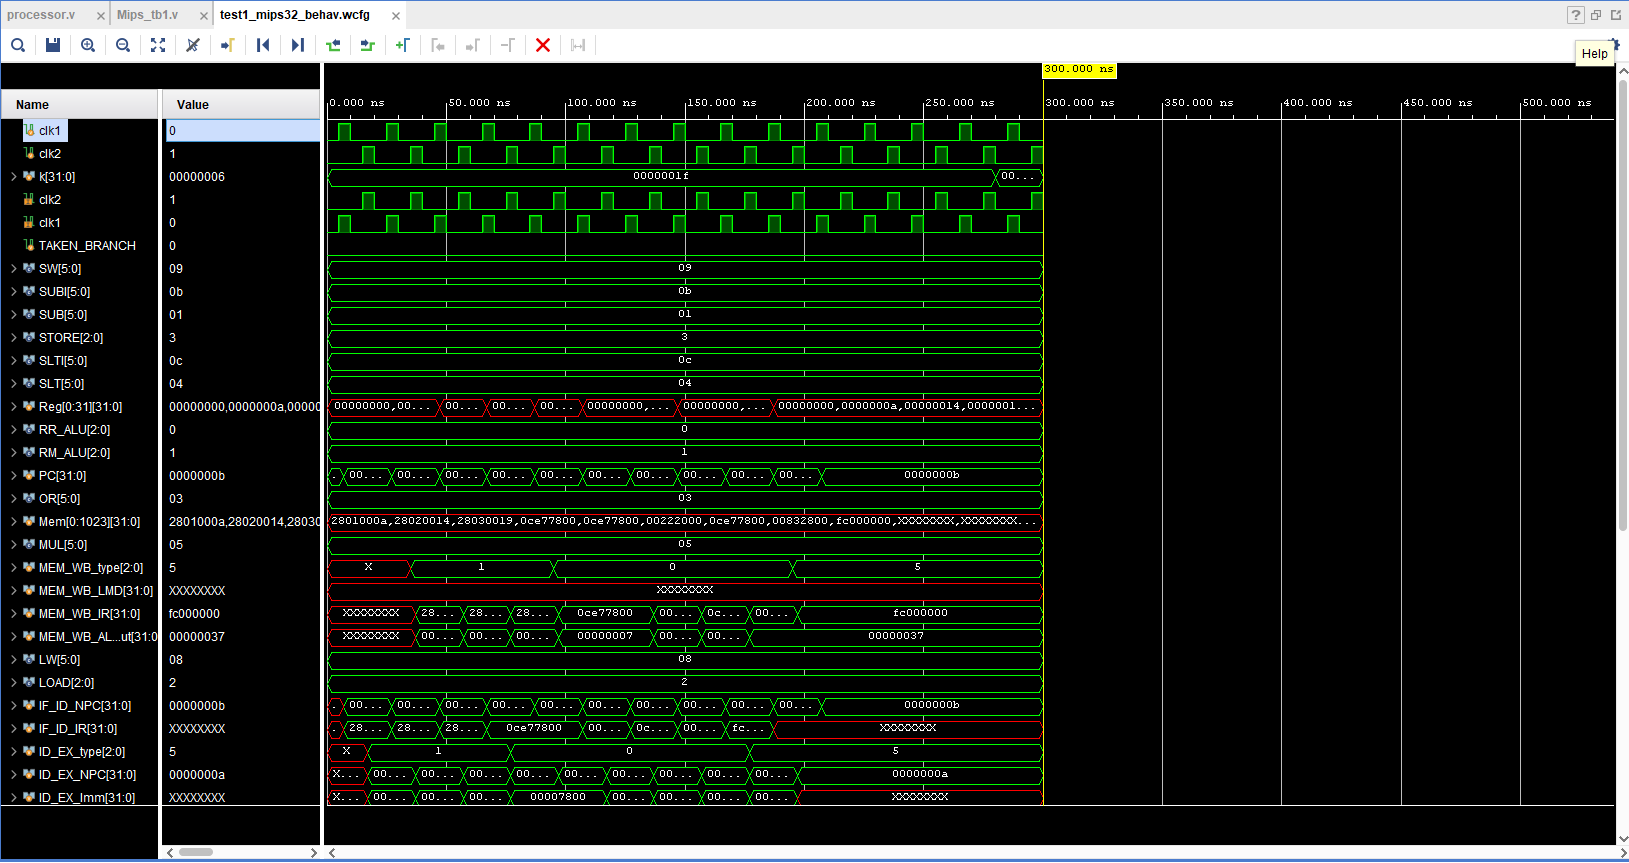 processor.v
Mips_tb1.v
test1_mips32_behav.wcfg
?
Help
300.000 ns
Name Value
0.000 ns 50.000 ns 100.000 ns 150.000 ns 200.000 ns 250.000 ns 300.000 ns 350.000 ns 400.000 ns 450.000 ns 500.000 ns
clk1 0
clk2 1
k[31:0] 00000006 0000001f 00...
clk2 1
clk1 0
TAKEN_BRANCH 0
SW[5:0] 09 09
SUBI[5:0] 0b 0b
SUB[5:0] 01 01
STORE[2:0] 3 3
SLTI[5:0] 0c 0c
SLT[5:0] 04 04
Reg[0:31][31:0] 00000000,0000000a,00000 00000000,00... 00... 00... 00... 00000000,... 00000000,... 00000000,0000000a,00000014,0000001...
RR_ALU[2:0] 0 0
RM_ALU[2:0] 1 1
PC[31:0] 0000000b . 00... 00... 00... 00... 00... 00... 00... 00... 00... 00... 0000000b
OR[5:0] 03 03
Mem[0:1023][31:0] 2801000a,28020014,28030 2801000a,28020014,28030019,0ce77800,0ce77800,00222000,0ce77800,00832800,fc000000,XXXXXXXX,XXXXXXXX...
MUL[5:0] 05 05
MEM_WB_type[2:0] 5 X 1 0 5
MEM_WB_LMD[31:0] XXXXXXXX XXXXXXXX
MEM_WB_IR[31:0] fc000000 XXXXXXXX 28... 28... 28... 0ce77800 00... 0c... 00... fc000000
MEM_WB_AL...ut[31:0 00000037 XXXXXXXX 00... 00... 00... 00000007 00... 00... 00000037
LW[5:0] 08 08
LOAD[2:0] 2 2
IF_ID_NPC[31:0] 0000000b . 00... 00... 00... 00... 00... 00... 00... 00... 00... 00... 0000000b
IF_ID_IR[31:0] XXXXXXXX . 28... 28... 28... 0ce77800 00... 0c... 00... fc... XXXXXXXX
ID_EX_type[2:0] 5 X 1 0 5
ID_EX_NPC[31:0] 0000000a X... 00... 00... 00... 00... 00... 00... 00... 00... 00... 0000000a
ID_EX_Imm[31:0] XXXXXXXX X... 00... 00... 00... 00007800 00... 00... 00... 00... XXXXXXXX